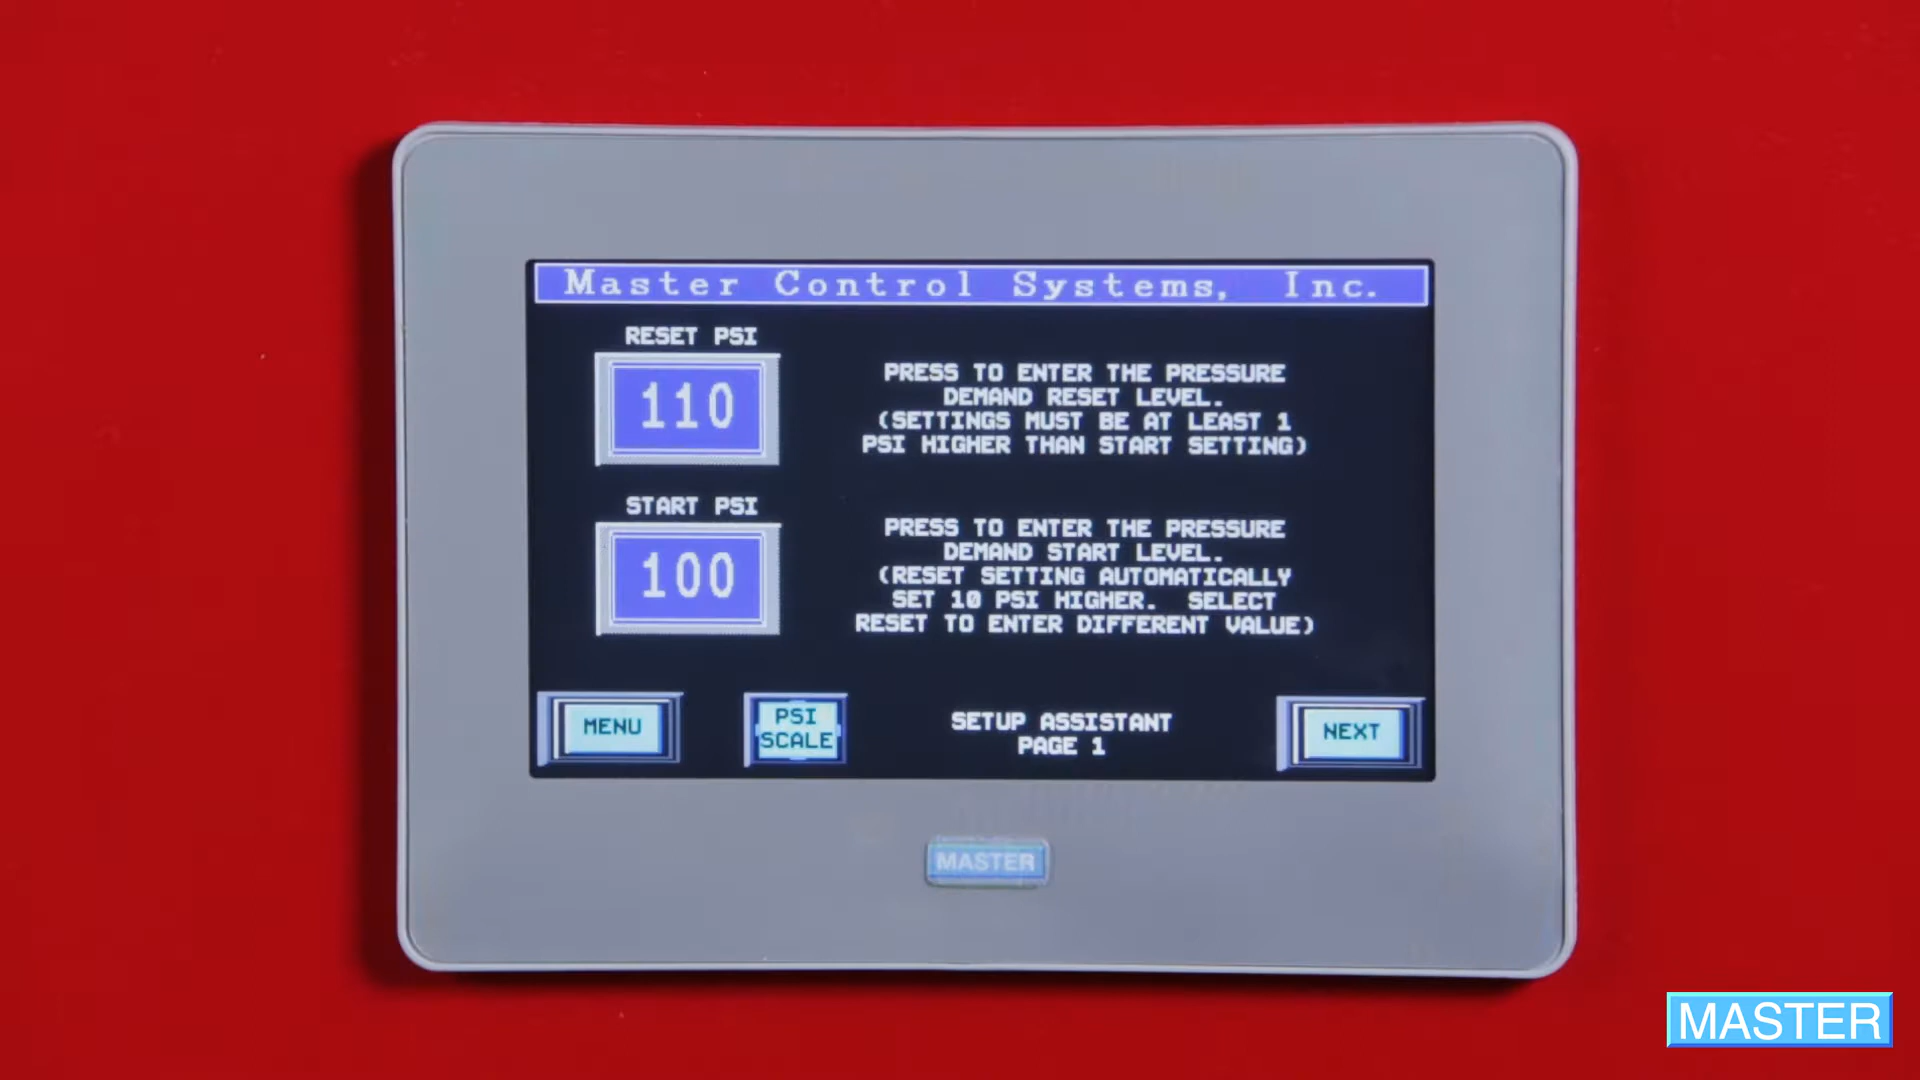 Master Control Systems, Inc.
RESET PSI
110
PRESS TO ENTER THE PRESSURE
DEMAND RESET LEVEL.
(SETTINGS MUST BE AT LEAST 1
PSI HIGHER THAN START SETTING)
START PSI
100
PRESS TO ENTER THE PRESSURE
DEMAND START LEVEL.
(RESET SETTING AUTOMATICALLY
SET 10 PSI HIGHER. SELECT
RESET TO ENTER DIFFERENT VALUE)
MENU
PSI
SCALE
SETUP ASSISTANT
PAGE 1
NEXT
MASTER
MASTER